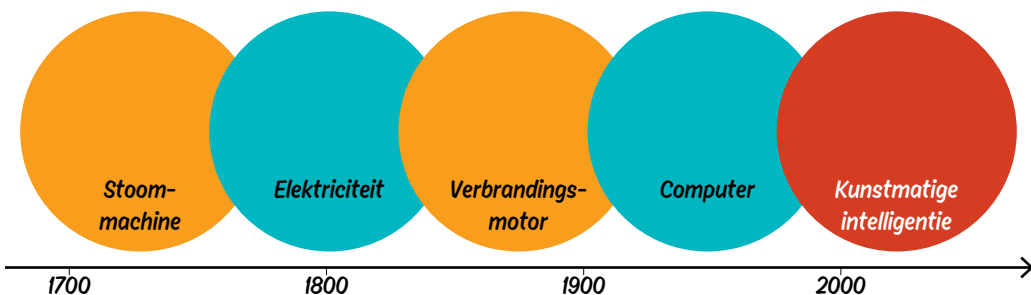 Stoom-
machine
Elektriciteit
Verbrandings-
motor
Computer
Kunstmatige
intelligentie
1700
1800
1900
2000